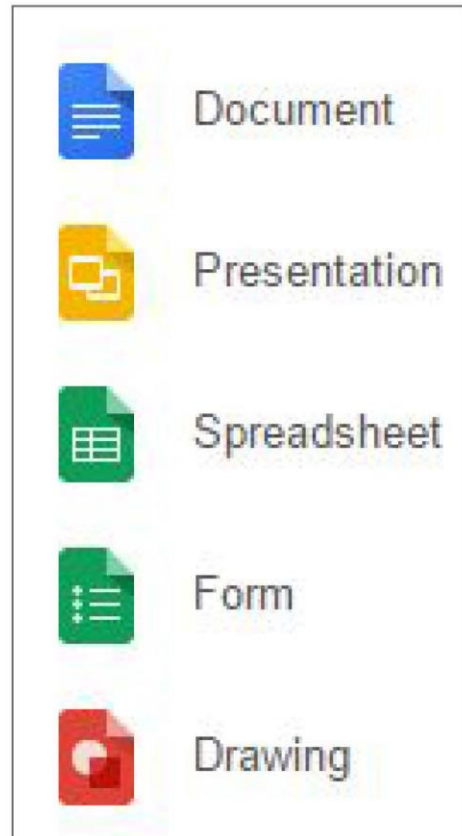 Document
Presentation
Spreadsheet
Form
Drawing